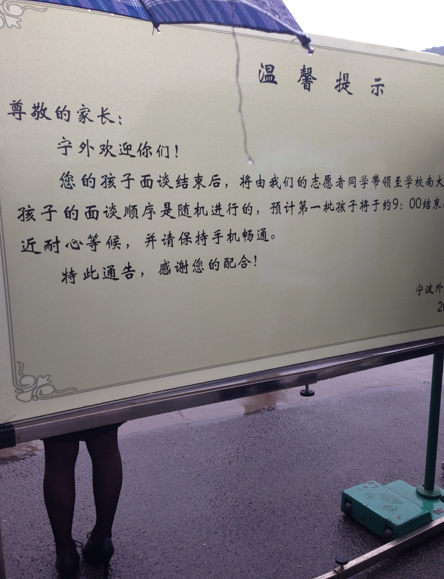 温馨提示
尊敬的家长：
宁外欢迎你们！
您的孩子面谈结束后，将由我们的志愿者同学带领至学校南大
孩子的面谈顺序是随机进行的，预计第一批孩子将于约9：00结束
近耐心等候，并请保持手机畅通。
特此通告，感谢您的配合！
宁波外
20